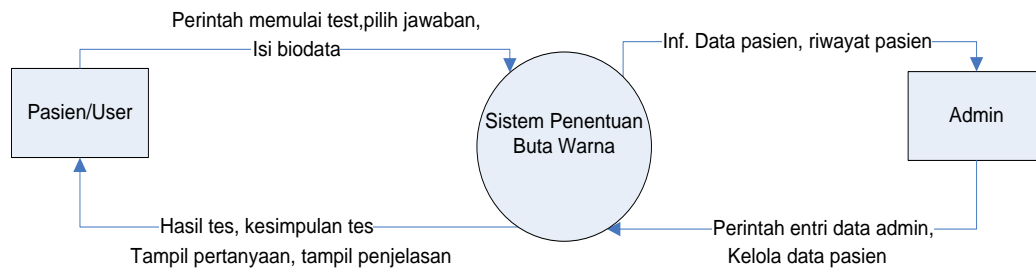 Perintah memulai test,pilih jawaban,
Isi biodata
Inf. Data pasien, riwayat pasien
Pasien/User
Sistem Penentuan
Buta Warna
Admin
Hasil tes, kesimpulan tes
Tampil pertanyaan, tampil penjelasan
Perintah entri data admin,
Kelola data pasien